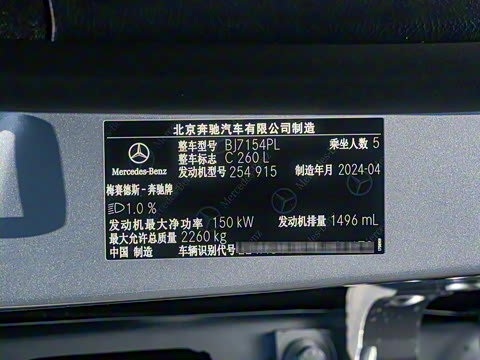 北京奔驰汽车有限公司制造
整车型号 BJ7154PL 乘坐人数 5
整车标志 C 260 L
发动机型号 254 915 制造年月 2024-04
Mercedes-Benz
梅赛德斯-奔驰牌
1.0 %
发动机最大净功率 150 kW 发动机排量 1496 mL
最大允许总质量 2260 kg
中国 制造 车辆识别代号